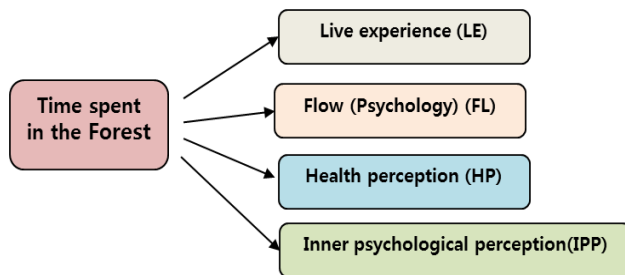 Live experience (LE)
Time spent
in the Forest
Flow (Psychology) (FL)
Health perception (HP)
Inner psychological perception(IPP)